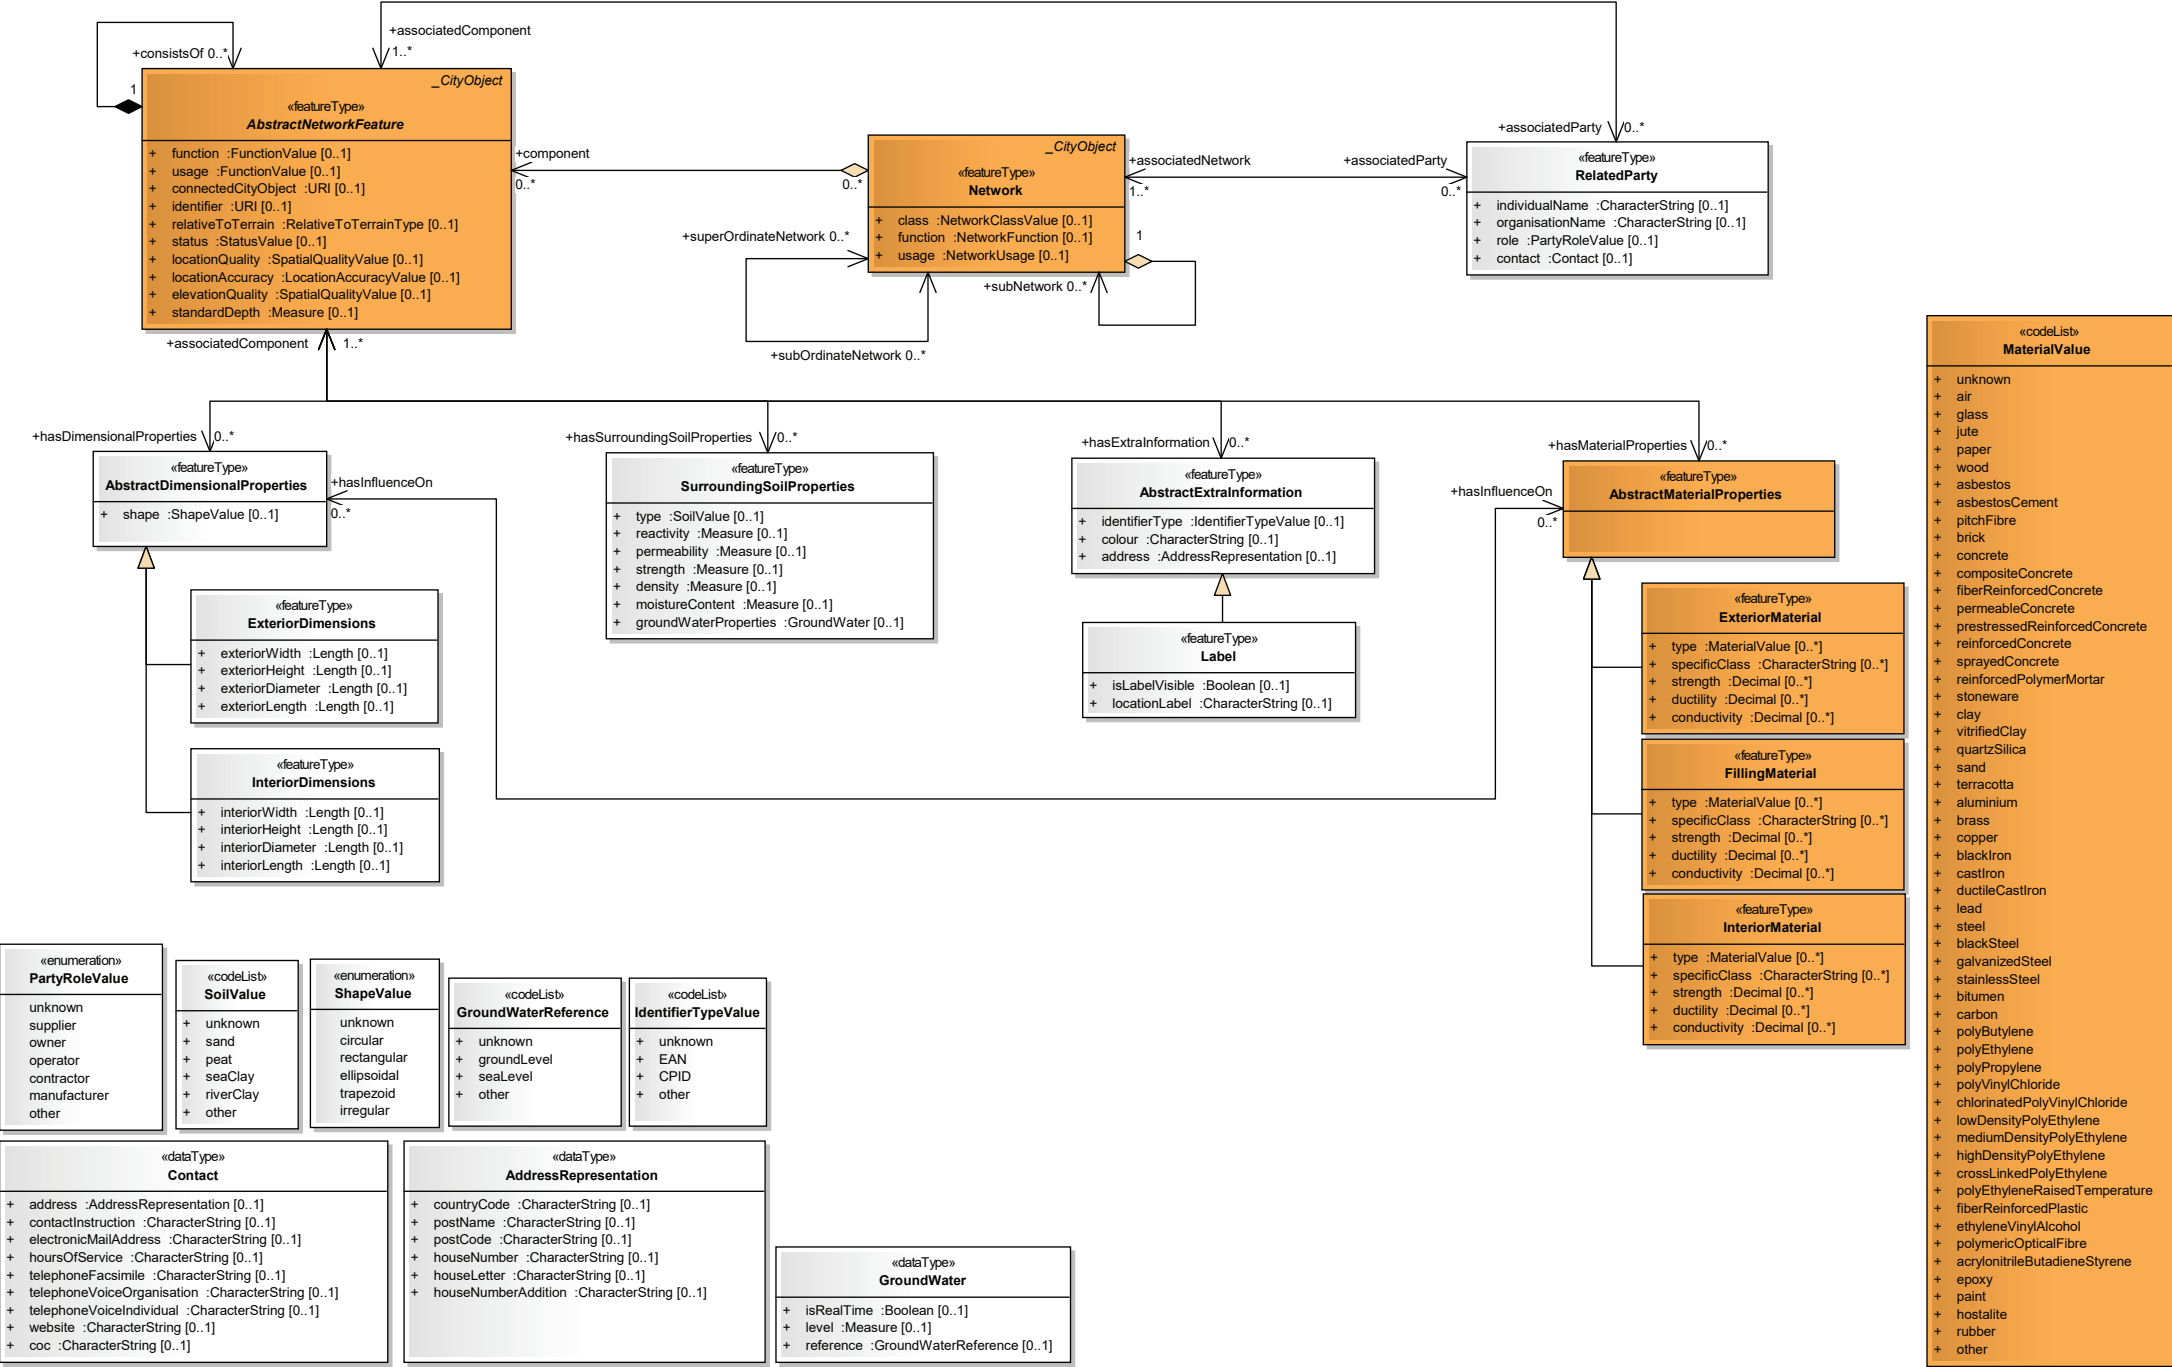 +associatedComponent
1..*
+consistsOf 0..*
1
_CityObject
«featureType»
AbstractNetworkFeature
+ function :FunctionValue [0..1]
+ usage :FunctionValue [0..1]
+ connectedCityObject :URI [0..1]
+ identifier :URI [0..1]
+ relativeToTerrain :RelativeToTerrainType [0..1]
+ status :StatusValue [0..1]
+ locationQuality :SpatialQualityValue [0..1]
+ locationAccuracy :LocationAccuracyValue [0..1]
+ elevationQuality :SpatialQualityValue [0..1]
+ standardDepth :Measure [0..1]
+component
0..*
0..*
_CityObject
«featureType»
Network
+ class :NetworkClassValue [0..1]
+ function :NetworkFunction [0..1]
+ usage :NetworkUsage [0..1]
+superOrdinateNetwork 0..*
+subOrdinateNetwork 0..*
+subNetwork 0..*
1
+associatedNetwork
1..*
+associatedParty
0..*
+associatedParty
0..*
«featureType»
RelatedParty
+ individualName :CharacterString [0..1]
+ organisationName :CharacterString [0..1]
+ role :PartyRoleValue [0..1]
+ contact :Contact [0..1]
+associatedComponent
1..*
+hasDimensionalProperties
0..*
«featureType»
AbstractDimensionalProperties
+ shape :ShapeValue [0..1]
+hasInfluenceOn
0..*
+hasSurroundingSoilProperties
0..*
«featureType»
SurroundingSoilProperties
+ type :SoilValue [0..1]
+ reactivity :Measure [0..1]
+ permeability :Measure [0..1]
+ strength :Measure [0..1]
+ density :Measure [0..1]
+ moistureContent :Measure [0..1]
+ groundWaterProperties :GroundWater [0..1]
+hasExtraInformation
0..*
«featureType»
AbstractExtraInformation
+ identifierType :IdentifierTypeValue [0..1]
+ colour :CharacterString [0..1]
+ address :AddressRepresentation [0..1]
«featureType»
Label
+ isLabelVisible :Boolean [0..1]
+ locationLabel :CharacterString [0..1]
+hasMaterialProperties
0..*
+hasInfluenceOn
0..*
«featureType»
AbstractMaterialProperties
«featureType»
ExteriorDimensions
+ exteriorWidth :Length [0..1]
+ exteriorHeight :Length [0..1]
+ exteriorDiameter :Length [0..1]
+ exteriorLength :Length [0..1]
«featureType»
InteriorDimensions
+ interiorWidth :Length [0..1]
+ interiorHeight :Length [0..1]
+ interiorDiameter :Length [0..1]
+ interiorLength :Length [0..1]
«featureType»
ExteriorMaterial
+ type :MaterialValue [0..*]
+ specificClass :CharacterString [0..*]
+ strength :Decimal [0..*]
+ ductility :Decimal [0..*]
+ conductivity :Decimal [0..*]
«featureType»
FillingMaterial
+ type :MaterialValue [0..*]
+ specificClass :CharacterString [0..*]
+ strength :Decimal [0..*]
+ ductility :Decimal [0..*]
+ conductivity :Decimal [0..*]
«featureType»
InteriorMaterial
+ type :MaterialValue [0..*]
+ specificClass :CharacterString [0..*]
+ strength :Decimal [0..*]
+ ductility :Decimal [0..*]
+ conductivity :Decimal [0..*]
«codeList»
MaterialValue
+ unknown
+ air
+ glass
+ jute
+ paper
+ wood
+ asbestos
+ asbestosCement
+ pitchFibre
+ brick
+ concrete
+ compositeConcrete
+ fiberReinforcedConcrete
+ permeableConcrete
+ prestressedReinforcedConcrete
+ reinforcedConcrete
+ sprayedConcrete
+ reinforcedPolymerMortar
+ stoneware
+ clay
+ vitrifiedClay
+ quartzSilica
+ sand
+ terracotta
+ aluminium
+ brass
+ copper
+ blackIron
+ castIron
+ ductileCastIron
+ lead
+ steel
+ blackSteel
+ galvanizedSteel
+ stainlessSteel
+ bitumen
+ carbon
+ polyButylene
+ polyEthylene
+ polyPropylene
+ polyVinylChloride
+ chlorinatedPolyVinylChloride
+ lowDensityPolyEthylene
+ mediumDensityPolyEthylene
+ highDensityPolyEthylene
+ crossLinkedPolyEthylene
+ polyEthyleneRaisedTemperature
+ fiberReinforcedPlastic
+ ethyleneVinylAlcohol
+ polymericOpticalFibre
+ acrylonitrileButadieneStyrene
+ epoxy
+ paint
+ hostalite
+ rubber
+ other
«enumeration»
PartyRoleValue
unknown
supplier
owner
operator
contractor
manufacturer
other
«codeList»
SoilValue
+ unknown
+ sand
+ peat
+ seaClay
+ riverClay
+ other
«enumeration»
ShapeValue
unknown
circular
rectangular
ellipsoidal
trapezoid
irregular
«codeList»
GroundWaterReference
+ unknown
+ groundLevel
+ seaLevel
+ other
«codeList»
IdentifierTypeValue
+ unknown
+ EAN
+ CPID
+ other
«dataType»
Contact
+ address :AddressRepresentation [0..1]
+ contactInstruction :CharacterString [0..1]
+ electronicMailAddress :CharacterString [0..1]
+ hoursOfService :CharacterString [0..1]
+ telephoneFacsimile :CharacterString [0..1]
+ telephoneVoiceOrganisation :CharacterString [0..1]
+ telephoneVoiceIndividual :CharacterString [0..1]
+ website :CharacterString [0..1]
+ coc :CharacterString [0..1]
«dataType»
AddressRepresentation
+ countryCode :CharacterString [0..1]
+ postName :CharacterString [0..1]
+ postCode :CharacterString [0..1]
+ houseNumber :CharacterString [0..1]
+ houseLetter :CharacterString [0..1]
+ houseNumberAddition :CharacterString [0..1]
«dataType»
GroundWater
+ isRealTime :Boolean [0..1]
+ level :Measure [0..1]
+ reference :GroundWaterReference [0..1]